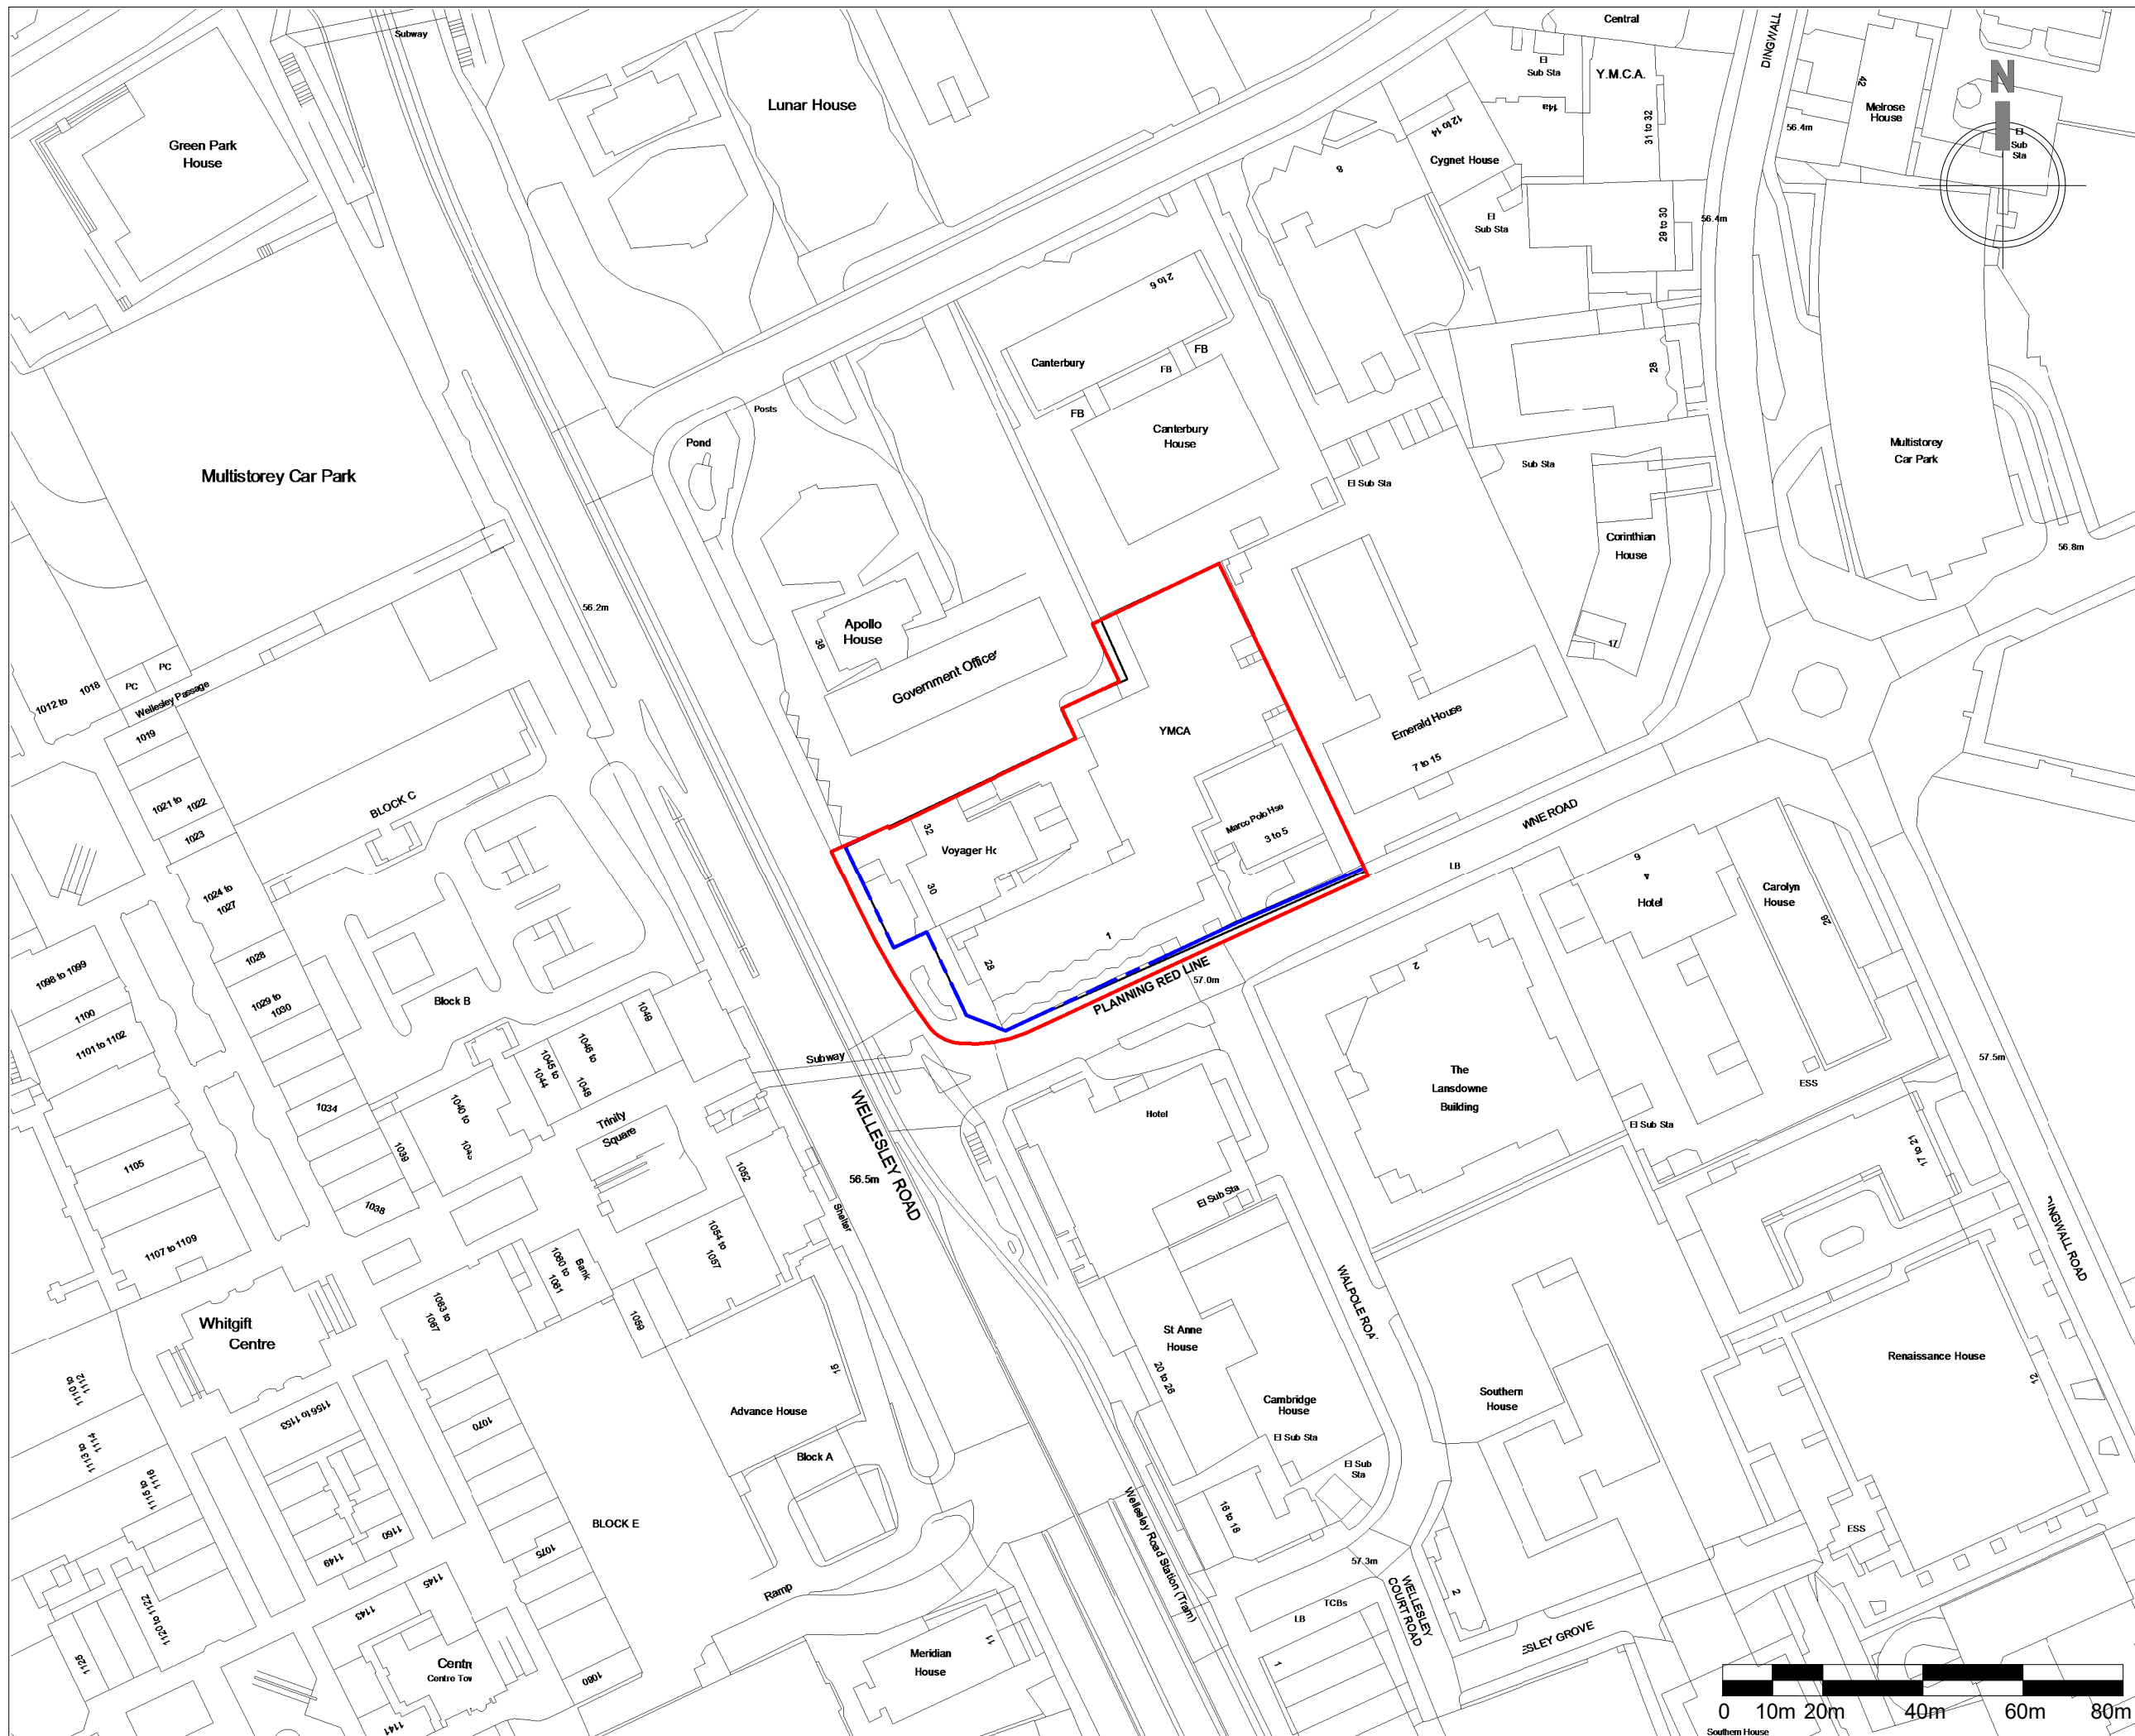 Subway
Central
DINGWALL
El
Sub Sta
Y.M.C.A.
14a
31 to 32
42
Melrose
House
56.4m
N
El
Sub
Sta
Lunar House
Green Park
House
12 to 14
Cygnet House
8
El
Sub Sta
29 to 30
56.4m
2 to 6
Canterbury
FB
FB
FB
Canterbury
House
28
Posts
Pond
Multistorey Car Park
Multistorey
Car Park
Sub Sta
El Sub Sta
Corinthian
House
17
56.8m
56.2m
Apollo
House
36
Government Office
YMCA
Emerald House
7 to 15
PC
PC
1012 to 1018
Wellesley Passage
1019
1021 to 1022
1023
BLOCK C
1024 to
1027
32
Voyager Ho
30
Marco Polo Hse
3 to 5
WNE ROAD
LB
6
4
Hotel
Carolyn
House
26
1
28
2
PLANNING RED LINE
57.0m
1098 to 1099
1100
1101 to 1102
1028
1029 to
1030
Block B
1049
1046 to
1048
1045 to
1044
Subway
1034
1040 to
1039
Trinity
Square
1038
1105
1107 to 1109
1052
1054 to
1057
Shelter
WELLESLEY ROAD
56.5m
Hotel
El Sub Sta
The
Lansdowne
Building
El Sub Sta
ESS
57.5m
17 to 21
DINGWALL ROAD
Bank
1060 to
1061
1059
1063 to
1067
Whitgift
Centre
WALPOLE ROA
St Anne
House
20 to 26
Cambridge
House
El Sub Sta
El Sub
Sta
Southern
House
Renaissance House
12
1110 to
1112
1113 to
1114
1115 to
1116
1156 to 1153
1070
15
Advance House
Block A
BLOCK E
1075
1160
1149
1145
1143
1120 to 1122
1125
Centr
Centre Tow
1141
1080
Ramp
Meridian
House
11
Wellesley Road Station (Tram)
16 to 18
57.3m
WELLESLEY
COURT ROAD
2
TCBs
LB
1
ESLEY GROVE
ESS
0 10m 20m 40m 60m 80m
Southern House